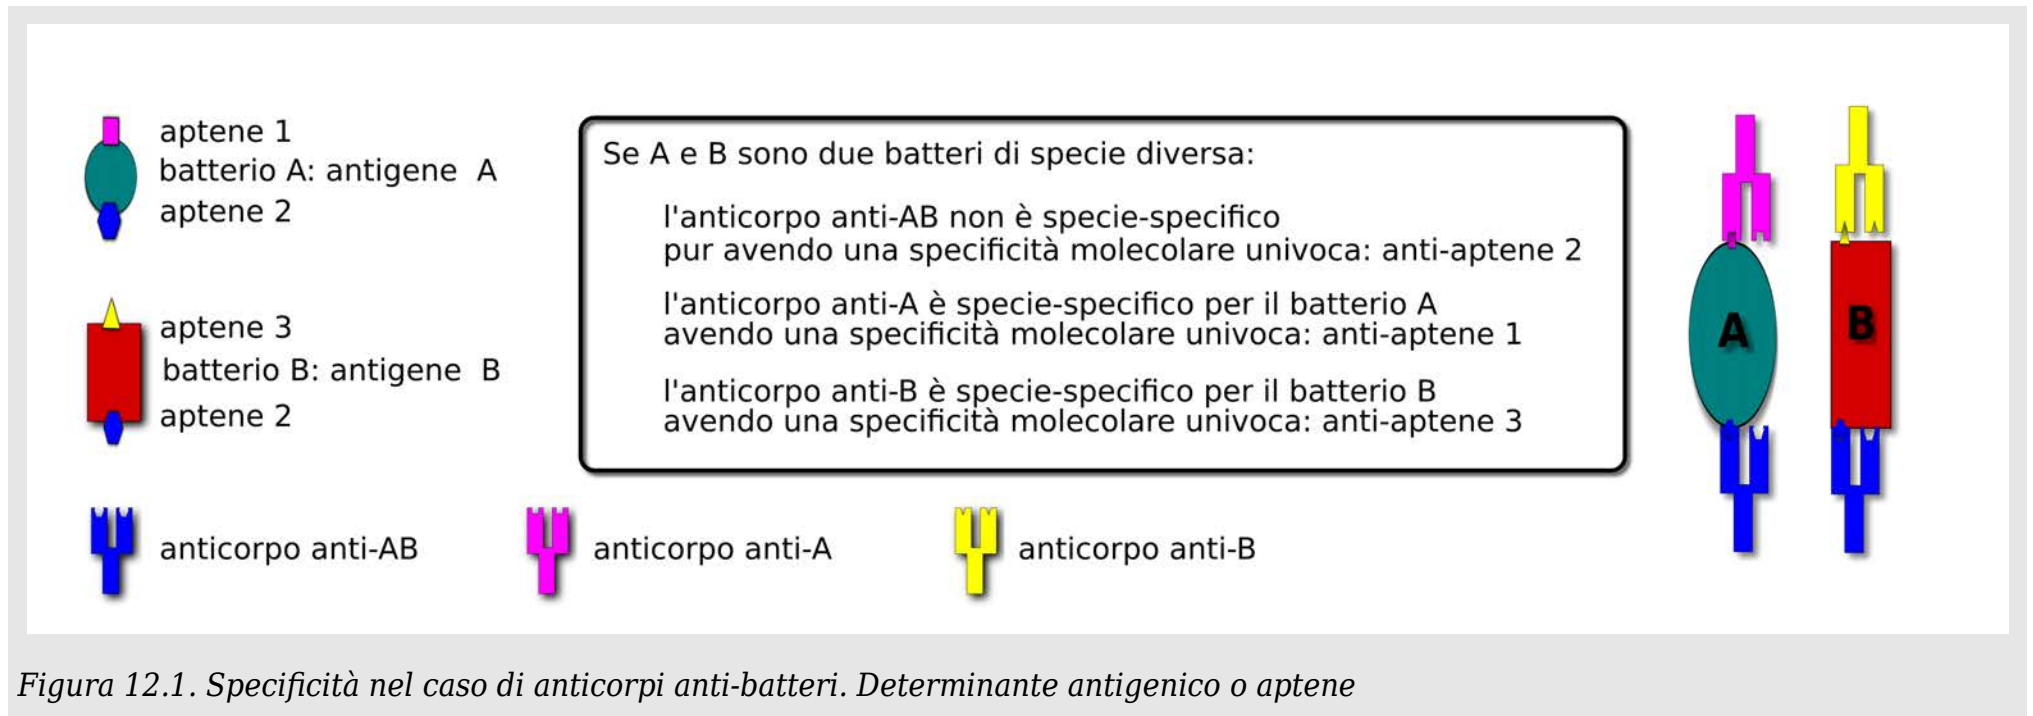 aptene 1
batterio A: antigene A
aptene 2
aptene 3
batterio B: antigene B
aptene 2
Se A e B sono due batteri di specie diversa:
l'anticorpo anti-AB non è specie-specifico
pur avendo una specificità molecolare univoca: anti-aptene 2
l'anticorpo anti-A è specie-specifico per il batterio A
avendo una specificità molecolare univoca: anti-aptene 1
l'anticorpo anti-B è specie-specifico per il batterio B
avendo una specificità molecolare univoca: anti-aptene 3
A
B
anticorpo anti-AB
anticorpo anti-A
anticorpo anti-B
Figura 12.1. Specificità nel caso di anticorpi anti-batteri. Determinante antigenico o aptene